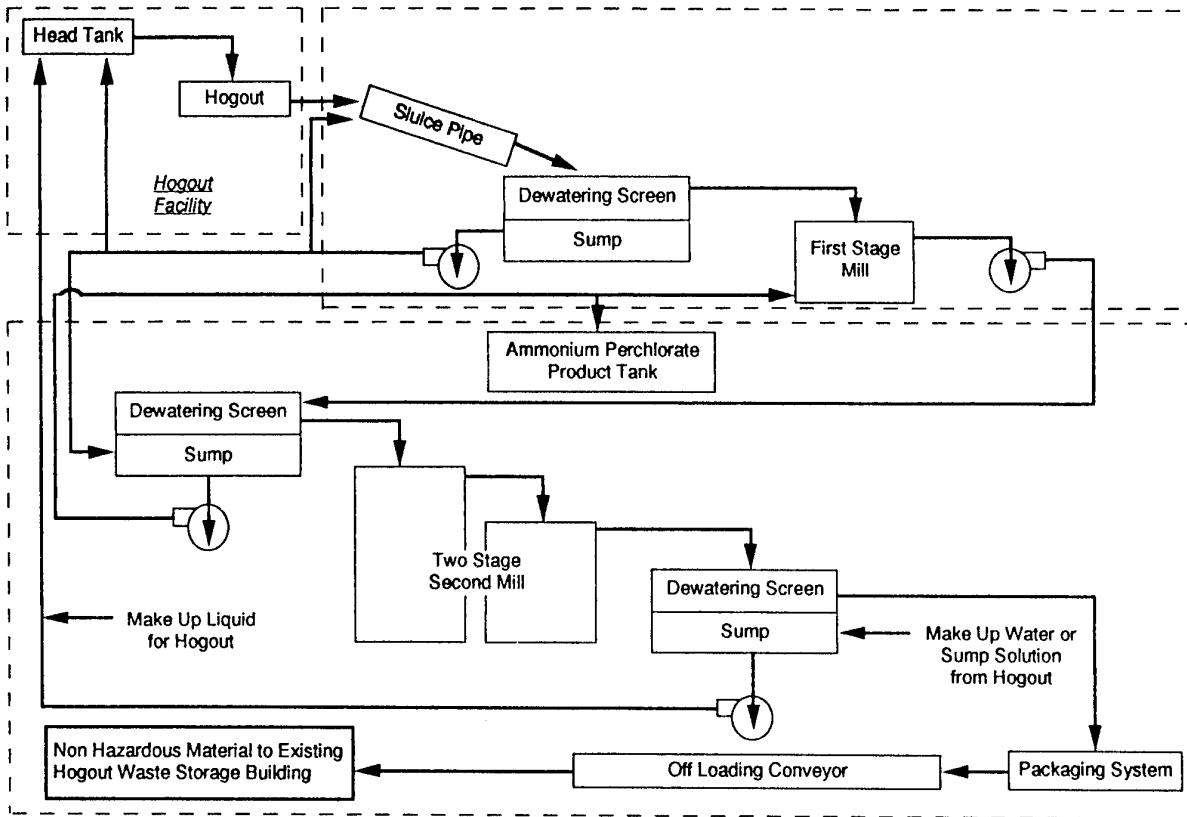 Head Tank
Hogout
Hogout
Facility
Sluice Pipe
Dewatering Screen
Sump
First Stage
Mill
Ammonium Perchlorate
Product Tank
Dewatering Screen
Sump
Two Stage
Second Mill
Dewatering Screen
Sump
Make Up Liquid
for Hogout
Make Up Water or
Sump Solution
from Hogout
Non Hazardous Material to Existing
Hogout Waste Storage Building
Off Loading Conveyor
Packaging System